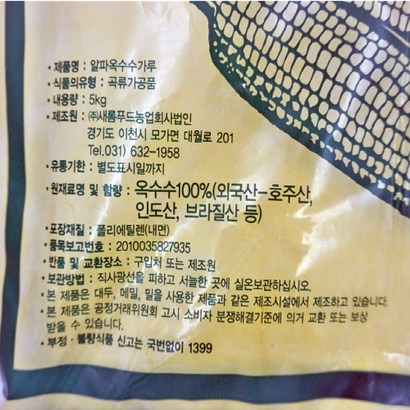 · 제품명 : 알파옥수수가루
· 식품의유형 : 곡류가공품
· 내용량 : 5kg
· 제조원 : ㈜새롬푸드농업회사법인
경기도 이천시 모가면 대월로 201
Tel.031) 632-1958
· 유통기한 : 별도표시일까지
· 원재료명 및 함량 : 옥수수100%(외국산-호주산,
인도산, 브라질산 등)
· 포장재질 : 폴리에틸렌(내면)
· 품목보고번호 : 2010035827935
· 반품 및 교환장소 : 구입처 또는 제조원
· 보관방법 : 직사광선을 피하고 서늘한 곳에 실온보관하십시오.
· 본 제품은 대두, 메밀, 밀을 사용한 제품과 같은 제조시설에서 제조하고 있습니다.
· 본 제품은 공정거래위원회 고시 소비자 분쟁해결기준에 의거 교환 또는 보상
받을 수 있습니다.
· 부정·불량식품 신고는 국번없이 1399